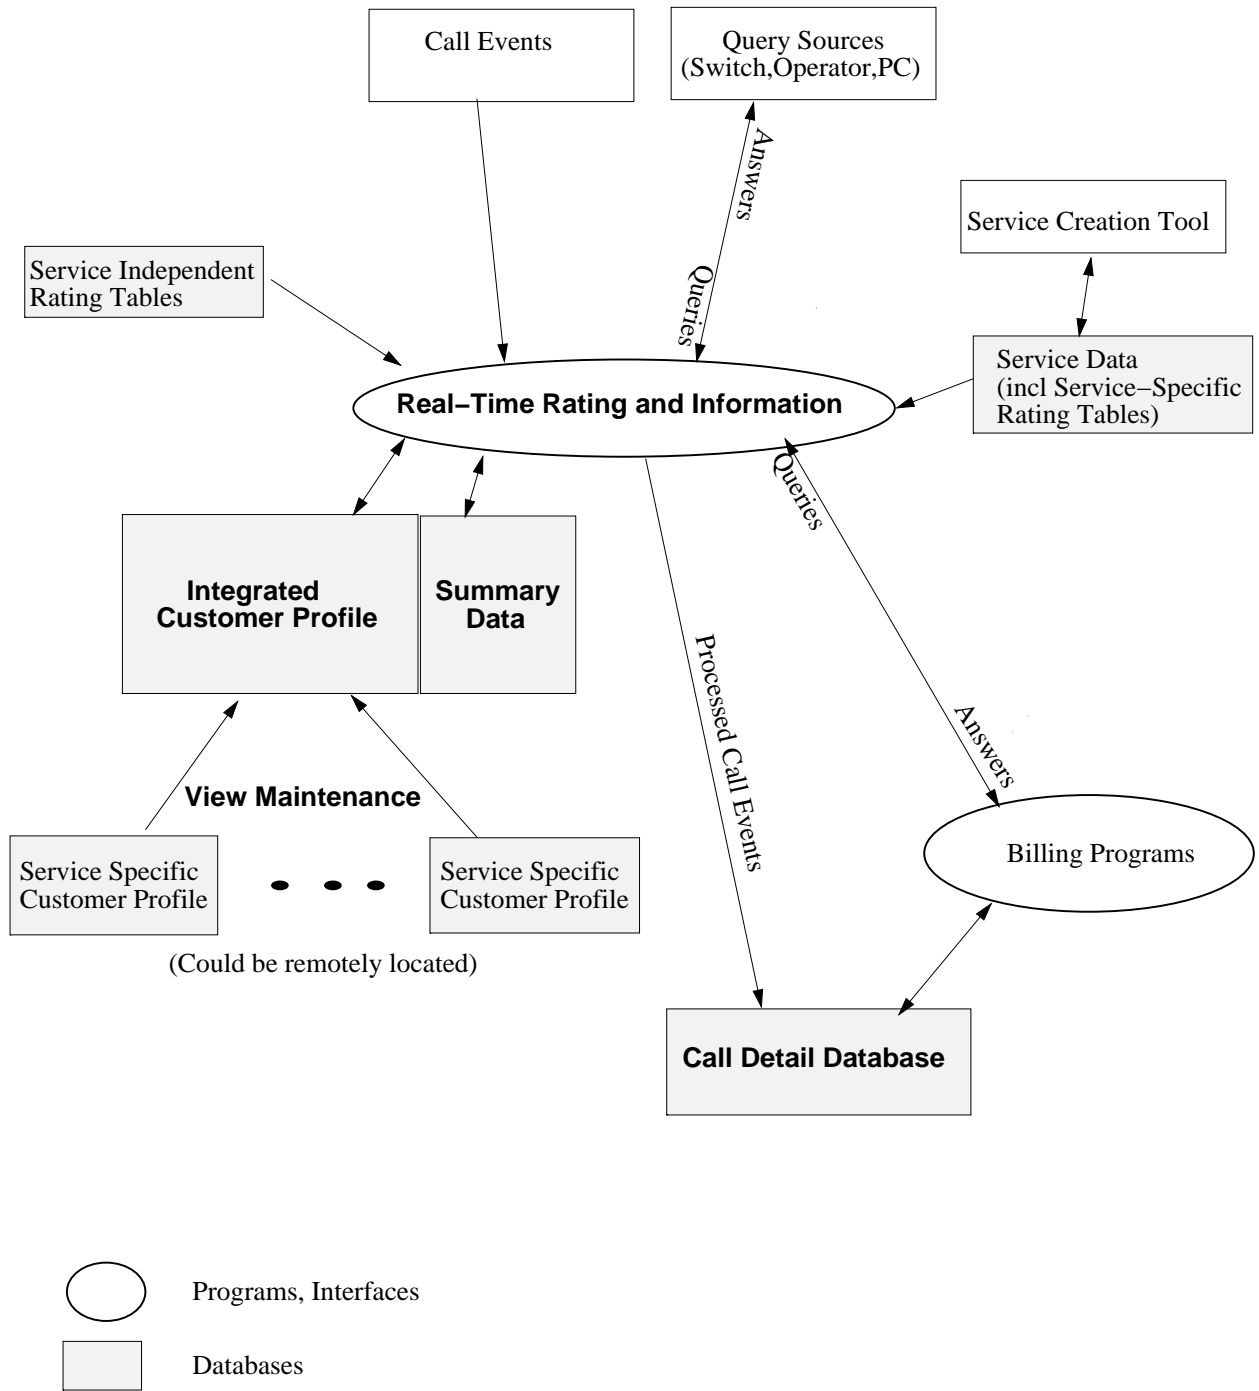 Call Events
Query Sources
(Switch,Operator,PC)
Answers
Queries
Service Creation Tool
Service Independent
Rating Tables
Service Data
(incl Service−Specific
Rating Tables)
Real−Time Rating and Information
Queries
Answers
Integrated
Customer Profile
Summary
Data
Processed Call Events
View Maintenance
Service Specific
Customer Profile
Service Specific
Customer Profile
(Could be remotely located)
Billing Programs
Call Detail Database
Programs, Interfaces
Databases